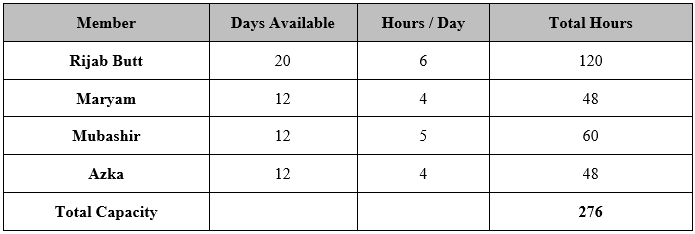 Member Days Available Hours / Day Total Hours
Rijab Butt 20 6 120
Maryam 12 4 48
Mubashir 12 5 60
Azka 12 4 48
Total Capacity 276